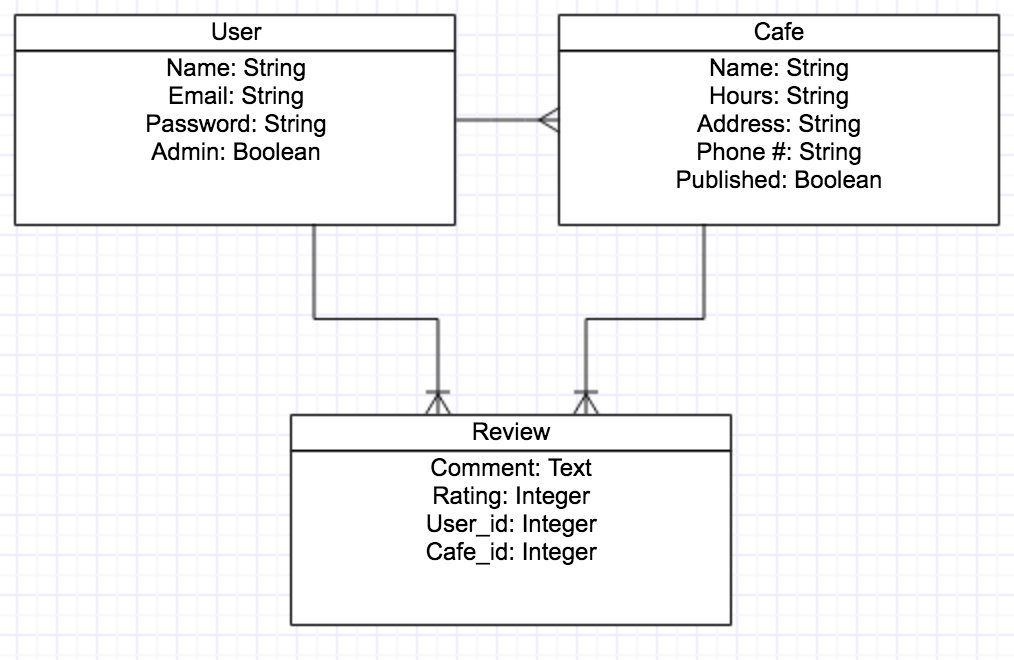 User
Name: String
Email: String
Password: String
Admin: Boolean
Cafe
Name: String
Hours: String
Address: String
Phone #: String
Published: Boolean
Review
Comment: Text
Rating: Integer
User_id: Integer
Cafe_id: Integer